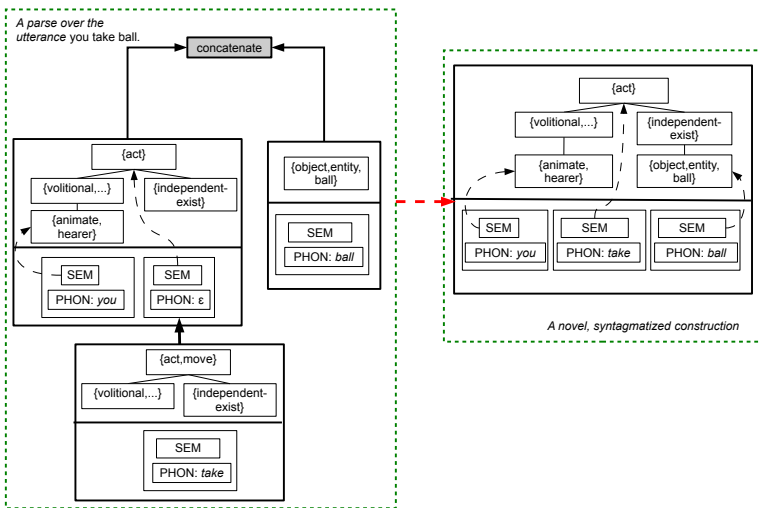 A parse over the
utterance you take ball.
concatenate
{act}
{volitional,...}
{independent-
exist}
{animate,
hearer}
SEM
PHON: you
SEM
PHON: ε
{object,entity,
ball}
SEM
PHON: ball
{act,move}
{volitional,...}
{independent-
exist}
SEM
PHON: take
{act}
{volitional,...}
{independent-
exist}
{animate,
hearer}
{object,entity,
ball}
SEM
PHON: you
SEM
PHON: take
SEM
PHON: ball
A novel, syntagmatized construction